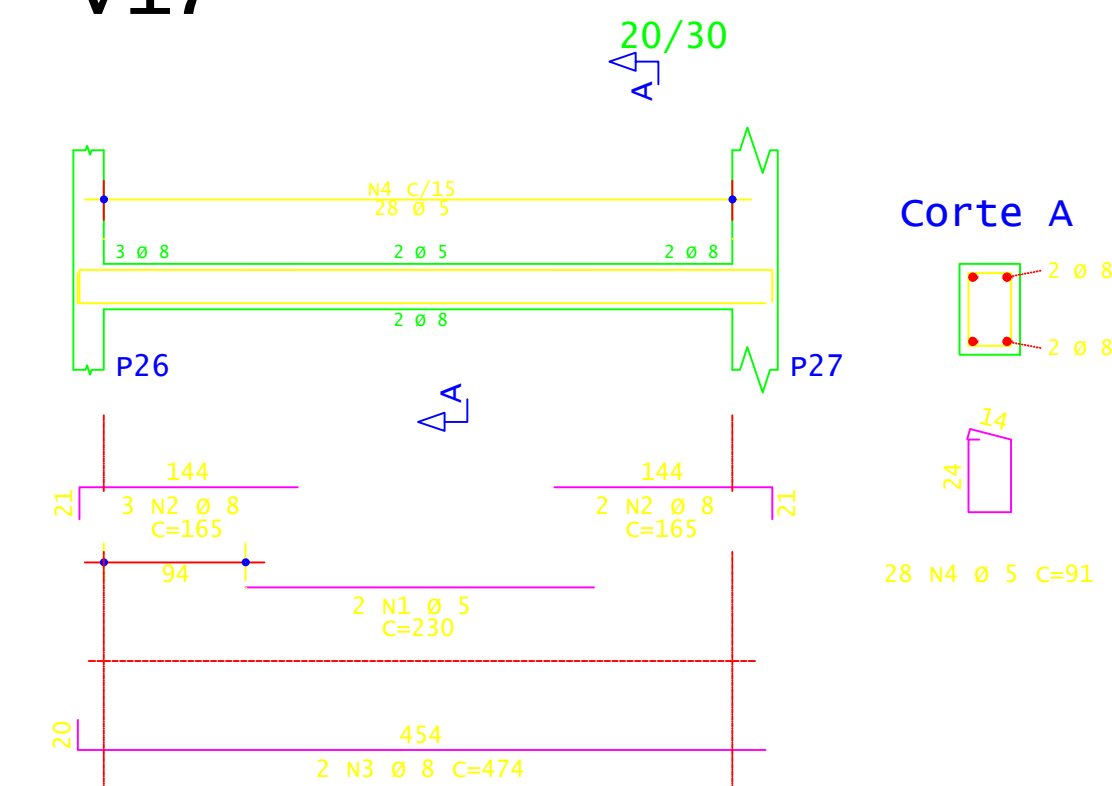 V17
20/30
A
N4 C/15
28 Ø 5
3 Ø 8
2 Ø 5
2 Ø 8
2 Ø 8
P26
P27
A
Corte A
2 Ø 8
2 Ø 8
14
24
28 N4 Ø 5 C=91
144
21
3 N2 Ø 8
C=165
144
21
2 N2 Ø 8
C=165
94
2 N1 Ø 5
C=230
20
454
2 N3 Ø 8 C=474